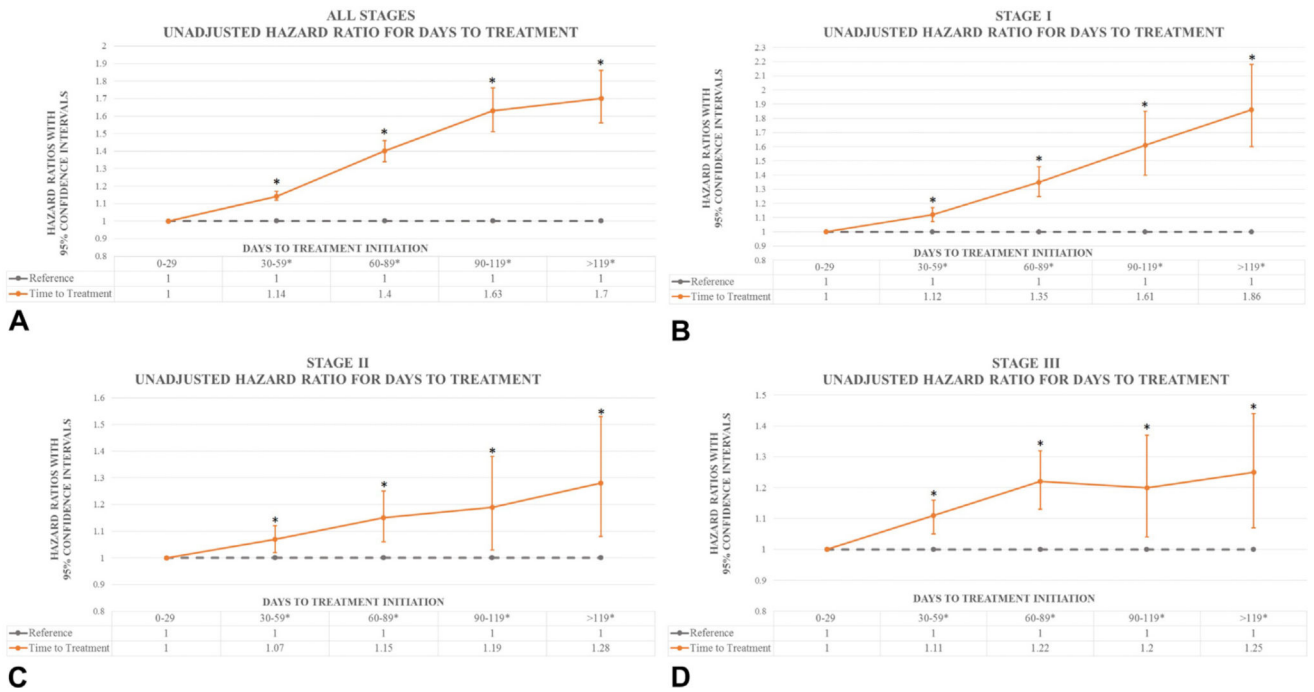 ALL STAGES
UNADJUSTED HAZARD RATIO FOR DAYS TO TREATMENT
HAZARD RATIOS WITH
95% CONFIDENCE INTERVALS
2
1.9
1.8
1.7
1.6
1.5
1.4
1.3
1.2
1.1
1
0.9
0.8
* * * *
DAYS TO TREATMENT INITIATION
0-29 30-59* 60-89* 90-119* >119*
Reference 1 1 1 1 1
Time to Treatment 1 1.14 1.4 1.63 1.7
A
STAGE I
UNADJUSTED HAZARD RATIO FOR DAYS TO TREATMENT
HAZARD RATIOS WITH
95% CONFIDENCE INTERVALS
2.3
2.2
2.1
2
1.9
1.8
1.7
1.6
1.5
1.4
1.3
1.2
1.1
1
0.9
0.8
* * * *
DAYS TO TREATMENT INITIATION
0-29 30-59* 60-89* 90-119* >119*
Reference 1 1 1 1 1
Time to Treatment 1 1.12 1.35 1.61 1.86
B
STAGE II
UNADJUSTED HAZARD RATIO FOR DAYS TO TREATMENT
HAZARD RATIOS WITH
95% CONFIDENCE INTERVALS
1.6
1.5
1.4
1.3
1.2
1.1
1
0.9
0.8
* * * *
DAYS TO TREATMENT INITIATION
0-29 30-59* 60-89* 90-119* >119*
Reference 1 1 1 1 1
Time to Treatment 1 1.07 1.15 1.19 1.28
C
STAGE III
UNADJUSTED HAZARD RATIO FOR DAYS TO TREATMENT
HAZARD RATIOS WITH
95% CONFIDENCE INTERVALS
1.5
1.4
1.3
1.2
1.1
1
0.9
0.8
* * * *
DAYS TO TREATMENT INITIATION
0-29 30-59* 60-89* 90-119* >119*
Reference 1 1 1 1 1
Time to Treatment 1 1.11 1.22 1.2 1.25
D